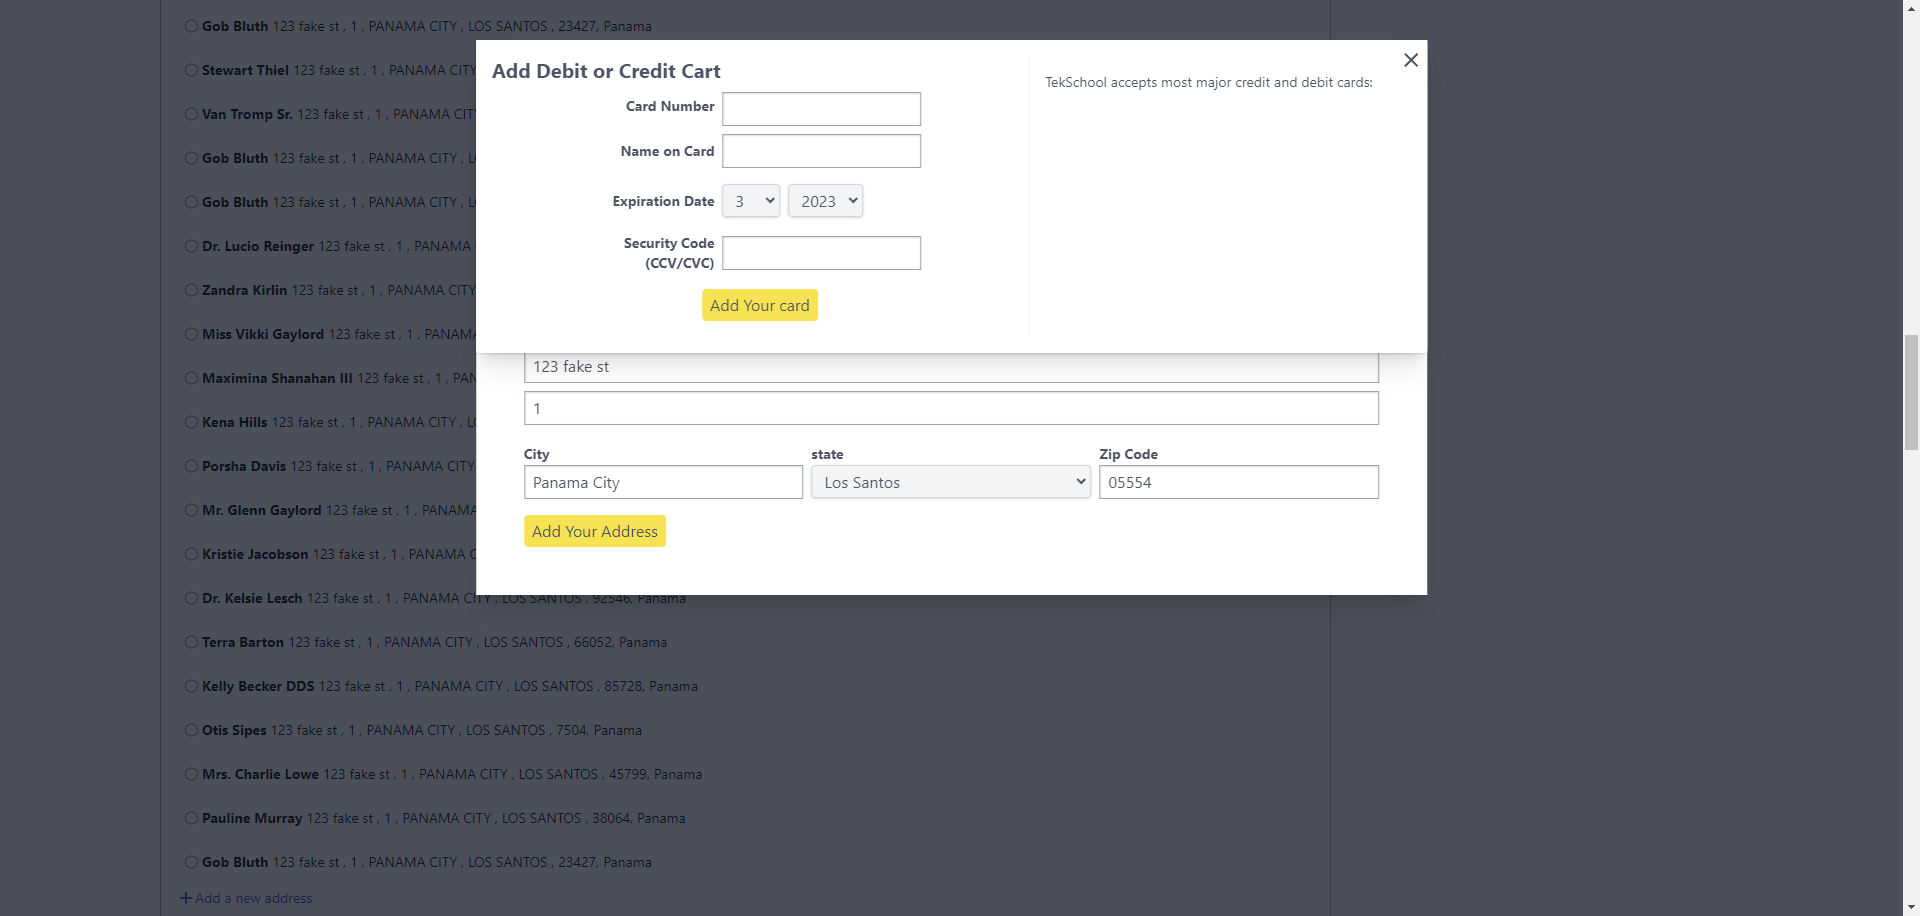 Gob Bluth 123 fake st , 1 , PANAMA CITY , LOS SANTOS , 23427, Panama
Add Debit or Credit Cart
TekSchool accepts most major credit and debit cards:
Card Number
Name on Card
Expiration Date 3 2023
Security Code
(CCV/CVC)
Add Your card
Stewart Thiel 123 fake st , 1 , PANAMA CITY
Van Tromp Sr. 123 fake st , 1 , PANAMA CIT
Gob Bluth 123 fake st , 1 , PANAMA CITY , L
Gob Bluth 123 fake st , 1 , PANAMA CITY , L
Dr. Lucio Reinger 123 fake st , 1 , PANAMA
Zandra Kirlin 123 fake st , 1 , PANAMA CITY
Miss Vikki Gaylord 123 fake st , 1 , PANAMA
Maximina Shanahan III 123 fake st , 1 , PAN
Kena Hills 123 fake st , 1 , PANAMA CITY , L
Porsha Davis 123 fake st , 1 , PANAMA CITY
Mr. Glenn Gaylord 123 fake st , 1 , PANAMA
Kristie Jacobson 123 fake st , 1 , PANAMA C
123 fake st
1
City state Zip Code
Panama City Los Santos 05554
Add Your Address
Dr. Kelsie Lesch 123 fake st , 1 , PANAMA CITY , LOS SANTOS , 92546, Panama
Terra Barton 123 fake st , 1 , PANAMA CITY , LOS SANTOS , 66052, Panama
Kelly Becker DDS 123 fake st , 1 , PANAMA CITY , LOS SANTOS , 85728, Panama
Otis Sipes 123 fake st , 1 , PANAMA CITY , LOS SANTOS , 7504, Panama
Mrs. Charlie Lowe 123 fake st , 1 , PANAMA CITY , LOS SANTOS , 45799, Panama
Pauline Murray 123 fake st , 1 , PANAMA CITY , LOS SANTOS , 38064, Panama
Gob Bluth 123 fake st , 1 , PANAMA CITY , LOS SANTOS , 23427, Panama
Add a new address